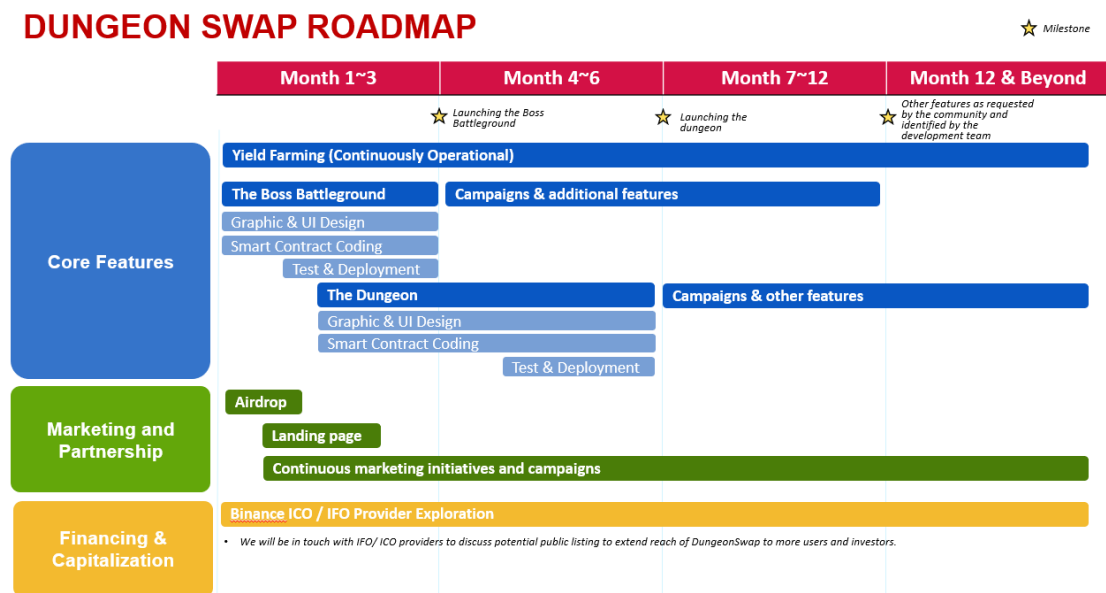 DUNGEON SWAP ROADMAP
Milestone
Month 1~3
Month 4~6
Month 7~12
Month 12 & Beyond
Launching the Boss
Battleground
Launching the
dungeon
Other features as requested
by the community and
identified by the
development team
Core Features
Yield Farming (Continuously Operational)
The Boss Battleground
Campaigns & additional features
Graphic & UI Design
Smart Contract Coding
Test & Deployment
The Dungeon
Campaigns & other features
Graphic & UI Design
Smart Contract Coding
Test & Deployment
Marketing and
Partnership
Airdrop
Landing page
Continuous marketing initiatives and campaigns
Financing &
Capitalization
Binance ICO / IFO Provider Exploration
• We will be in touch with IFO/ ICO providers to discuss potential public listing to extend reach of DungeonSwap to more users and investors.